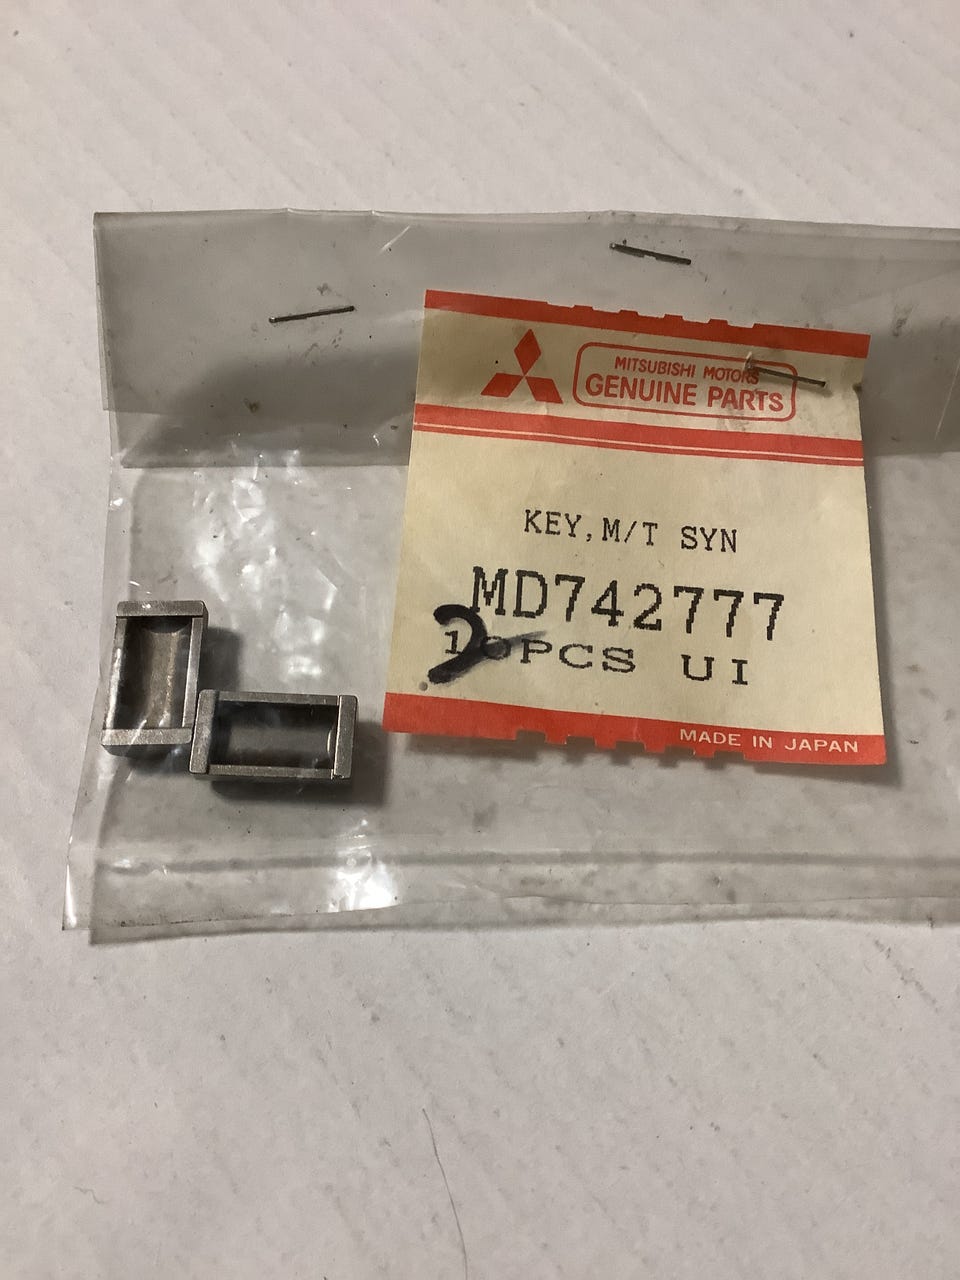 MITSUBISHI MOTORS
GENUINE PARTS
KEY,M/T SYN
MD742777
2
10PCS UI
MADE IN JAPAN